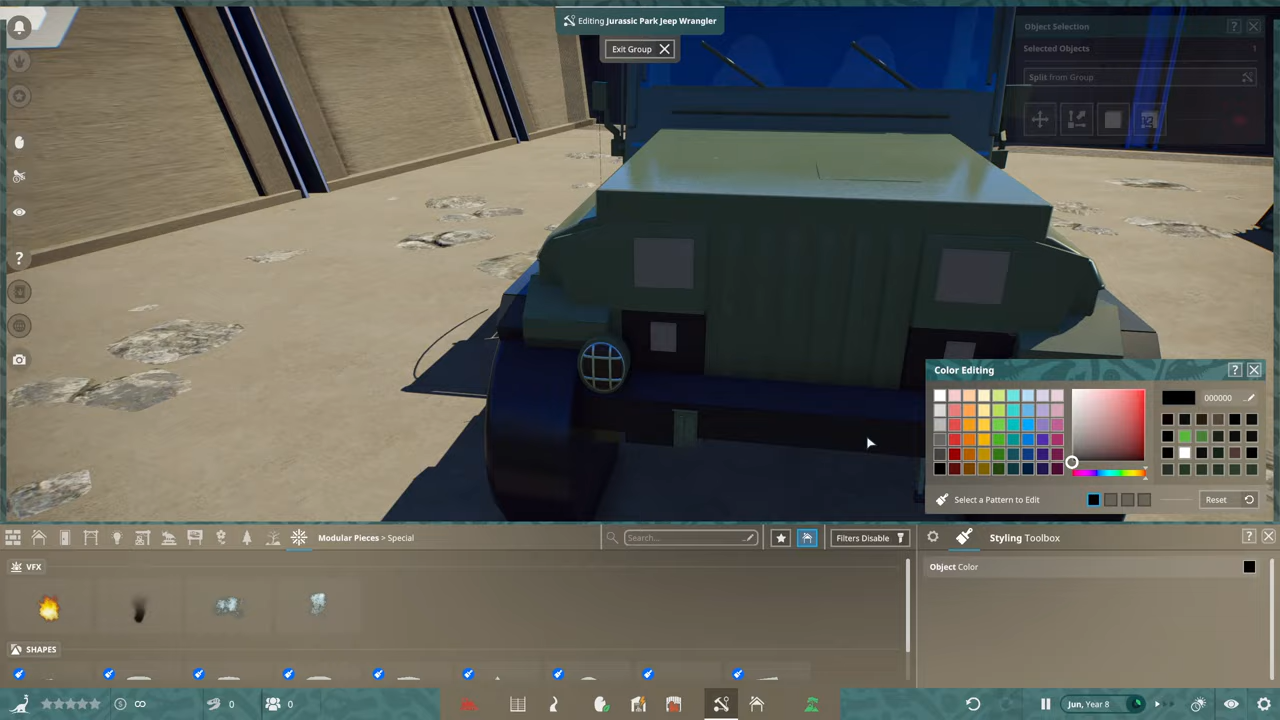 Editing Jurassic Park Jeep Wrangler
Exit Group
Object Selection
?
Selected Objects 1
Split from Group
?
Color Editing
?
000000
Select a Pattern to Edit
Reset
Modular Pieces > Special
Search...
Filters Disable
Styling Toolbox
?
VFX
Object Color
SHAPES
∞
0
0
Jun, Year 8